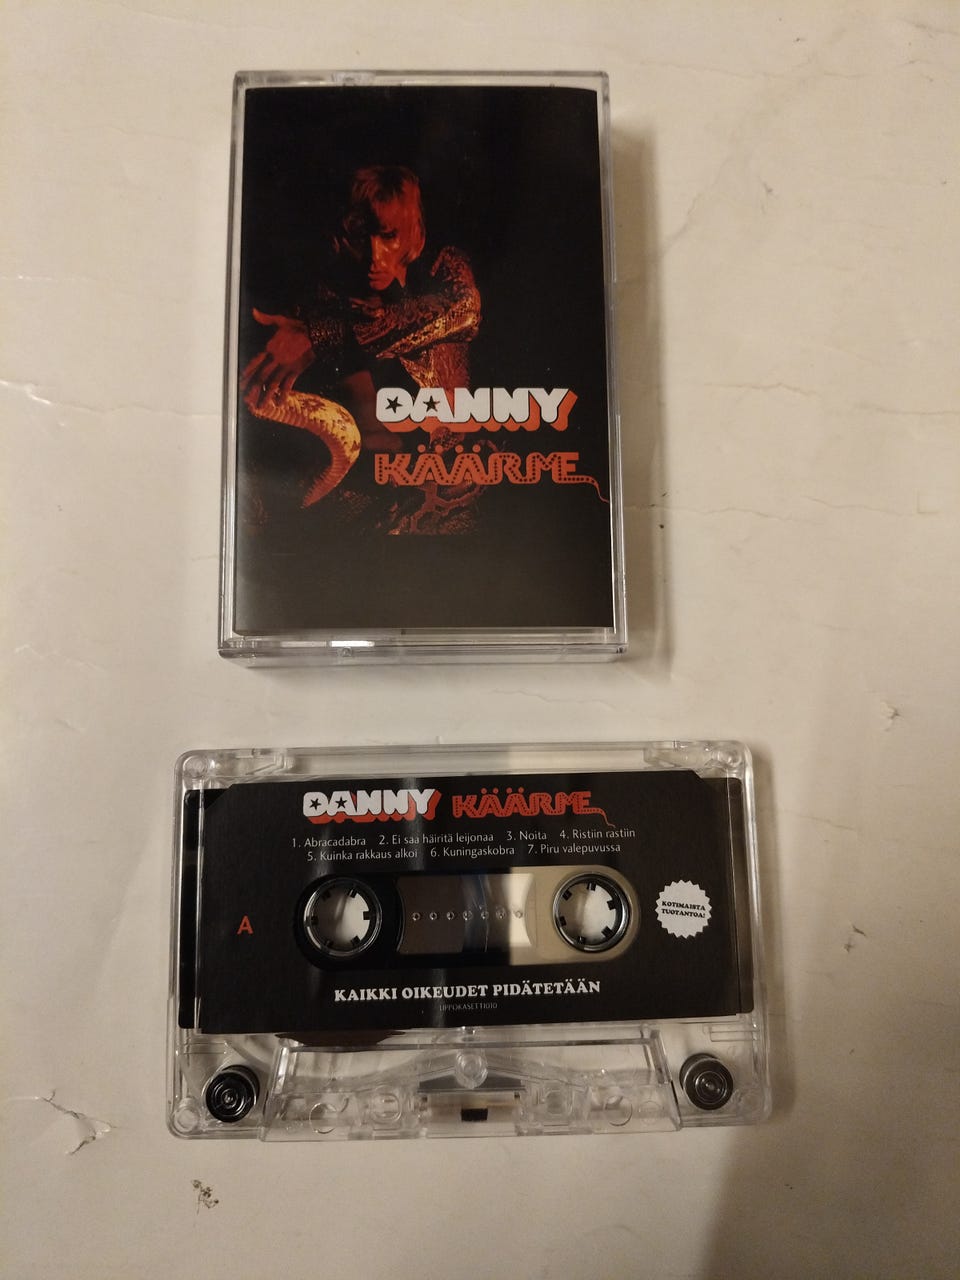 DANNY
KÄÄRME
DANNY KÄÄRME
1. Abracadabra 2. Ei saa häiritä leijonaa 3. Noita 4. Ristiin rastiin
5. Kuinka rakkaus alkoi 6. Kuningaskobra 7. Piru valepuvussa
A
KOTIMAISTA
TUOTANTOA!
KAIKKI OIKEUDET PIDÄTETÄÄN